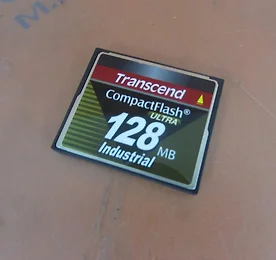 Transcend
CompactFlash®
ULTRA
128 MB
Industrial